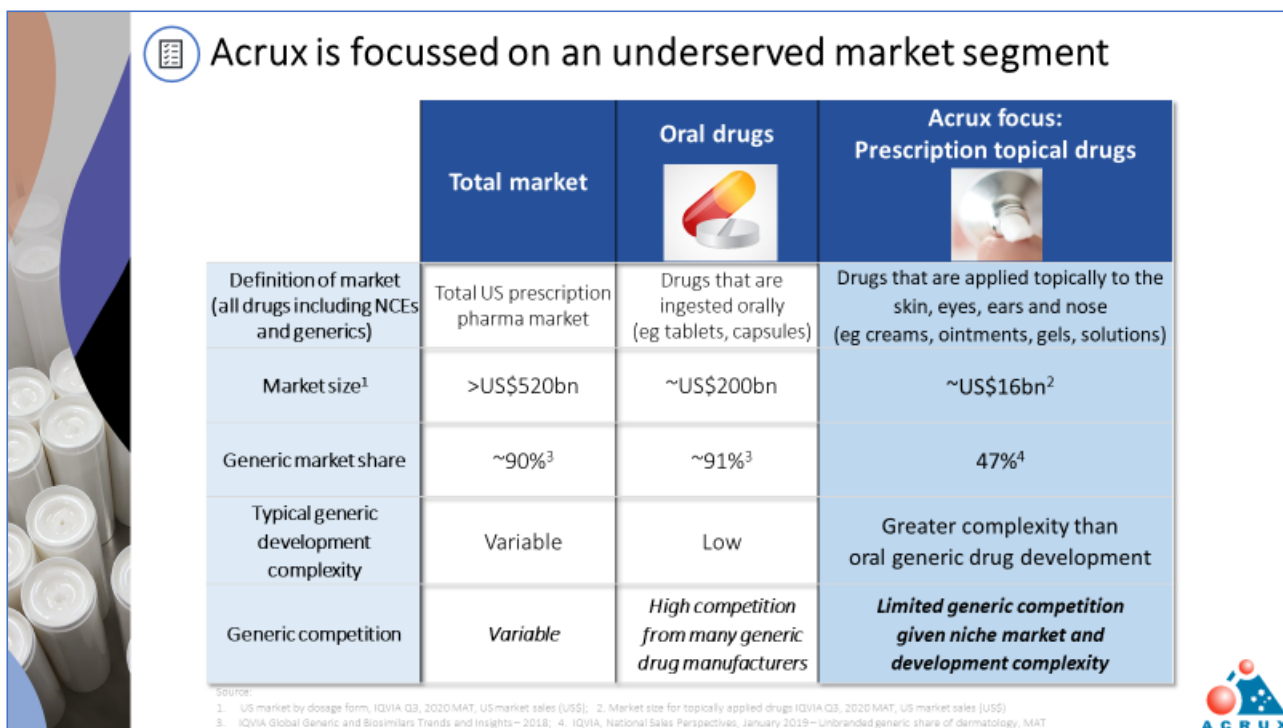 Acrux is focussed on an underserved market segment
Total market
Oral drugs
Acrux focus:
Prescription topical drugs
Definition of market
(all drugs including NCEs
and generics)
Total US prescription
pharma market
Drugs that are
ingested orally
(eg tablets, capsules)
Drugs that are applied topically to the
skin, eyes, ears and nose
(eg creams, ointments, gels, solutions)
Market size¹
>US$520bn
~US$200bn
~US$16bn²
Generic market share
~90%³
~91%³
47%⁴
Typical generic
development
complexity
Variable
Low
Greater complexity than
oral generic drug development
Generic competition
Variable
High competition
from many generic
drug manufacturers
Limited generic competition
given niche market and
development complexity
Source:
1. US market by dosage form, IQVIA Q3, 2020 MAT, US market sales (US$); 2. Market size for topically applied drugs IQVIA Q3, 2020 MAT, US market sales (US$)
3. IQVIA Global Generic and Biosimilars Trends and Insights – 2018; 4. IQVIA, National Sales Perspectives, January 2019 – Unbranded generic share of dermatology, MAT
ACRUX